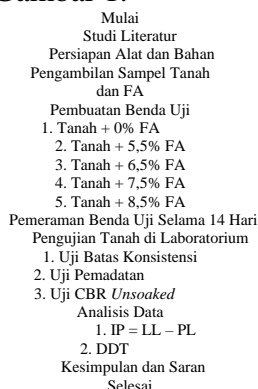 Gambar 1.
Mulai
Studi Literatur
Persiapan Alat dan Bahan
Pengambilan Sampel Tanah
dan FA
Pembuatan Benda Uji
1. Tanah + 0% FA
2. Tanah + 5,5% FA
3. Tanah + 6,5% FA
4. Tanah + 7,5% FA
5. Tanah + 8,5% FA
Pemeraman Benda Uji Selama 14 Hari
Pengujian Tanah di Laboratorium
1. Uji Batas Konsistensi
2. Uji Pemadatan
3. Uji CBR Unsoaked
Analisis Data
1. IP = LL – PL
2. DDT
Kesimpulan dan Saran
Selesai